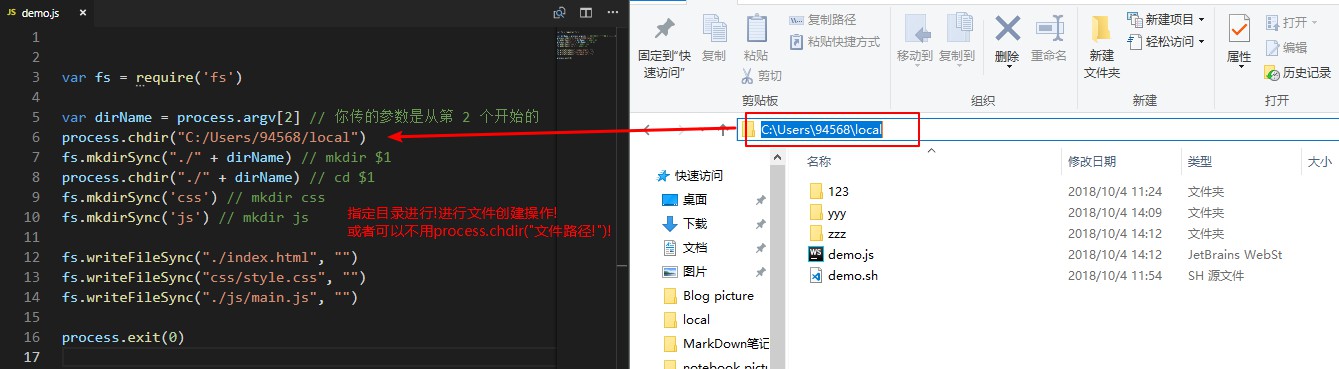 JS demo.js ×
1
2
3 var fs = require('fs')
4
5 var dirName = process.argv[2] // 你传的参数是从第 2 个开始的
6 process.chdir("C:/Users/94568/local")
7 fs.mkdirSync("./" + dirName) // mkdir $1
8 process.chdir("./" + dirName) // cd $1
9 fs.mkdirSync('css') // mkdir css
10 fs.mkdirSync('js') // mkdir js
11
12 fs.writeFileSync("./index.html", "")
13 fs.writeFileSync("css/style.css", "")
14 fs.writeFileSync("./js/main.js", "")
15
16 process.exit(0)
17
指定目录进行!进行文件创建操作!
或者可以不用process.chdir("文件路径!")!
固定到“快
速访问”
复制
粘贴
复制路径
粘贴快捷方式
剪切
剪贴板
移动到
复制到
删除
重命名
组织
新建
文件夹
新建项目
轻松访问
新建
属性
打开
编辑
历史记录
打开
C:\Users\94568\local
快速访问
桌面
下载
文档
图片
Blog picture
local
MarkDown笔记
notebook pict
名称 修改日期 类型 大小
123 2018/10/4 11:24 文件夹
yyy 2018/10/4 14:09 文件夹
zzz 2018/10/4 14:12 文件夹
WS demo.js 2018/10/4 14:12 JetBrains WebSt
demo.sh 2018/10/4 11:54 SH 源文件